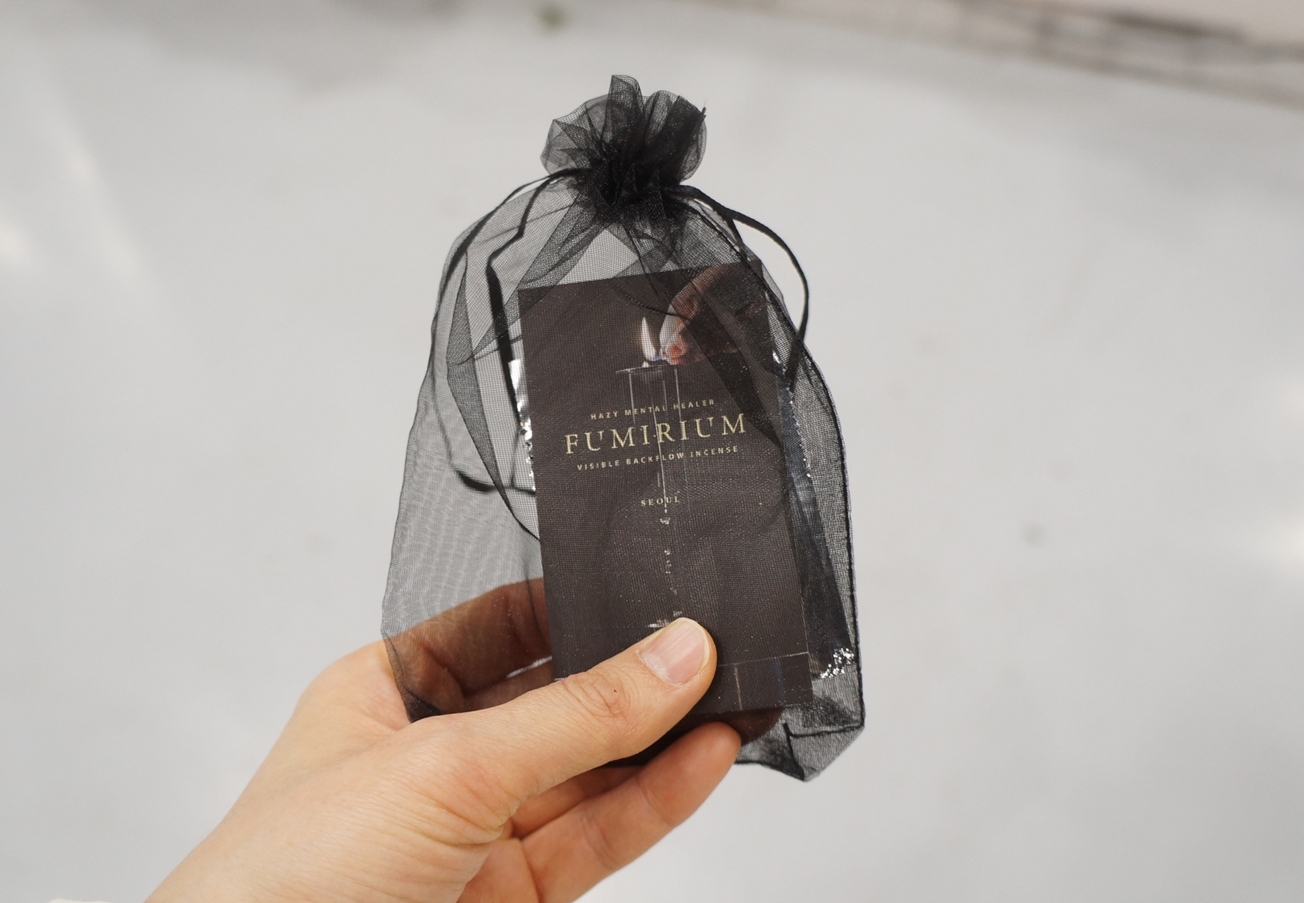 HAZY MENTAL HEALER
FUMIRIUM
VISIBLE BACKFLOW INCENSE
SEOUL